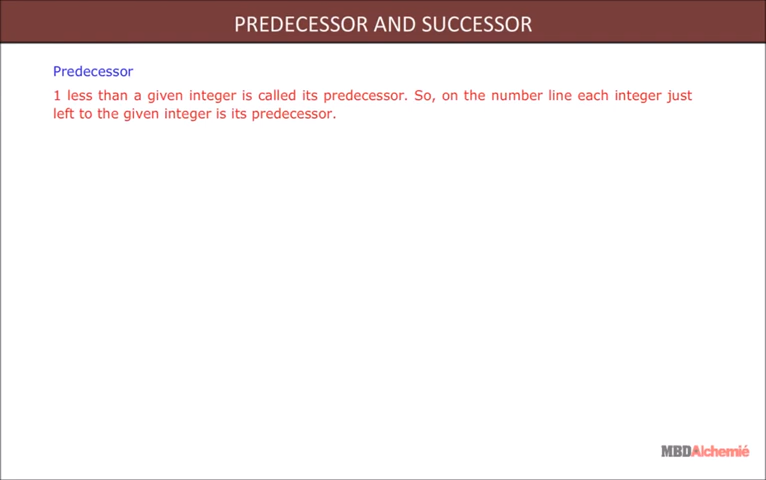 PREDECESSOR AND SUCCESSOR
Predecessor
1 less than a given integer is called its predecessor. So, on the number line each integer just
left to the given integer is its predecessor.
MBDAlchemié